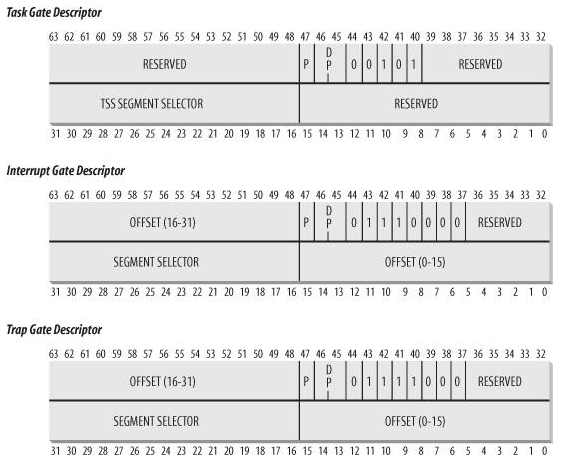 Task Gate Descriptor
63 62 61 60 59 58 57 56 55 54 53 52 51 50 49 48 47 46 45 44 43 42 41 40 39 38 37 36 35 34 33 32
D
RESERVED P P 0 0 1 0 1 RESERVED
TSS SEGMENT SELECTOR RESERVED
31 30 29 28 27 26 25 24 23 22 21 20 19 18 17 16 15 14 13 12 11 10 9 8 7 6 5 4 3 2 1 0
Interrupt Gate Descriptor
63 62 61 60 59 58 57 56 55 54 53 52 51 50 49 48 47 46 45 44 43 42 41 40 39 38 37 36 35 34 33 32
D
OFFSET (16-31) P P 0 1 1 1 0 0 0 0 RESERVED
SEGMENT SELECTOR OFFSET (0-15)
31 30 29 28 27 26 25 24 23 22 21 20 19 18 17 16 15 14 13 12 11 10 9 8 7 6 5 4 3 2 1 0
Trap Gate Descriptor
63 62 61 60 59 58 57 56 55 54 53 52 51 50 49 48 47 46 45 44 43 42 41 40 39 38 37 36 35 34 33 32
D
OFFSET (16-31) P P 0 1 1 1 1 0 0 0 RESERVED
SEGMENT SELECTOR OFFSET (0-15)
31 30 29 28 27 26 25 24 23 22 21 20 19 18 17 16 15 14 13 12 11 10 9 8 7 6 5 4 3 2 1 0